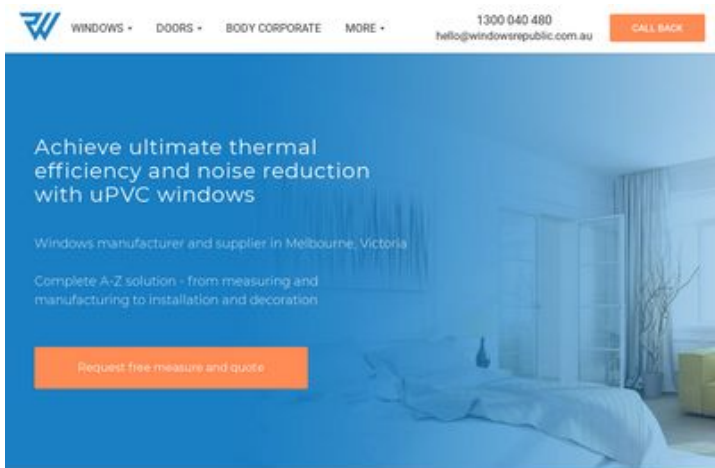 WINDOWS
DOORS
BODY CORPORATE
MORE
1300 040 480
hello@windowsrepublic.com.au
CALL BACK
Achieve ultimate thermal
efficiency and noise reduction
with uPVC windows
Windows manufacturer and supplier in Melbourne, Victoria
Complete A-Z solution - from measuring and
manufacturing to installation and decoration
Request free measure and quote